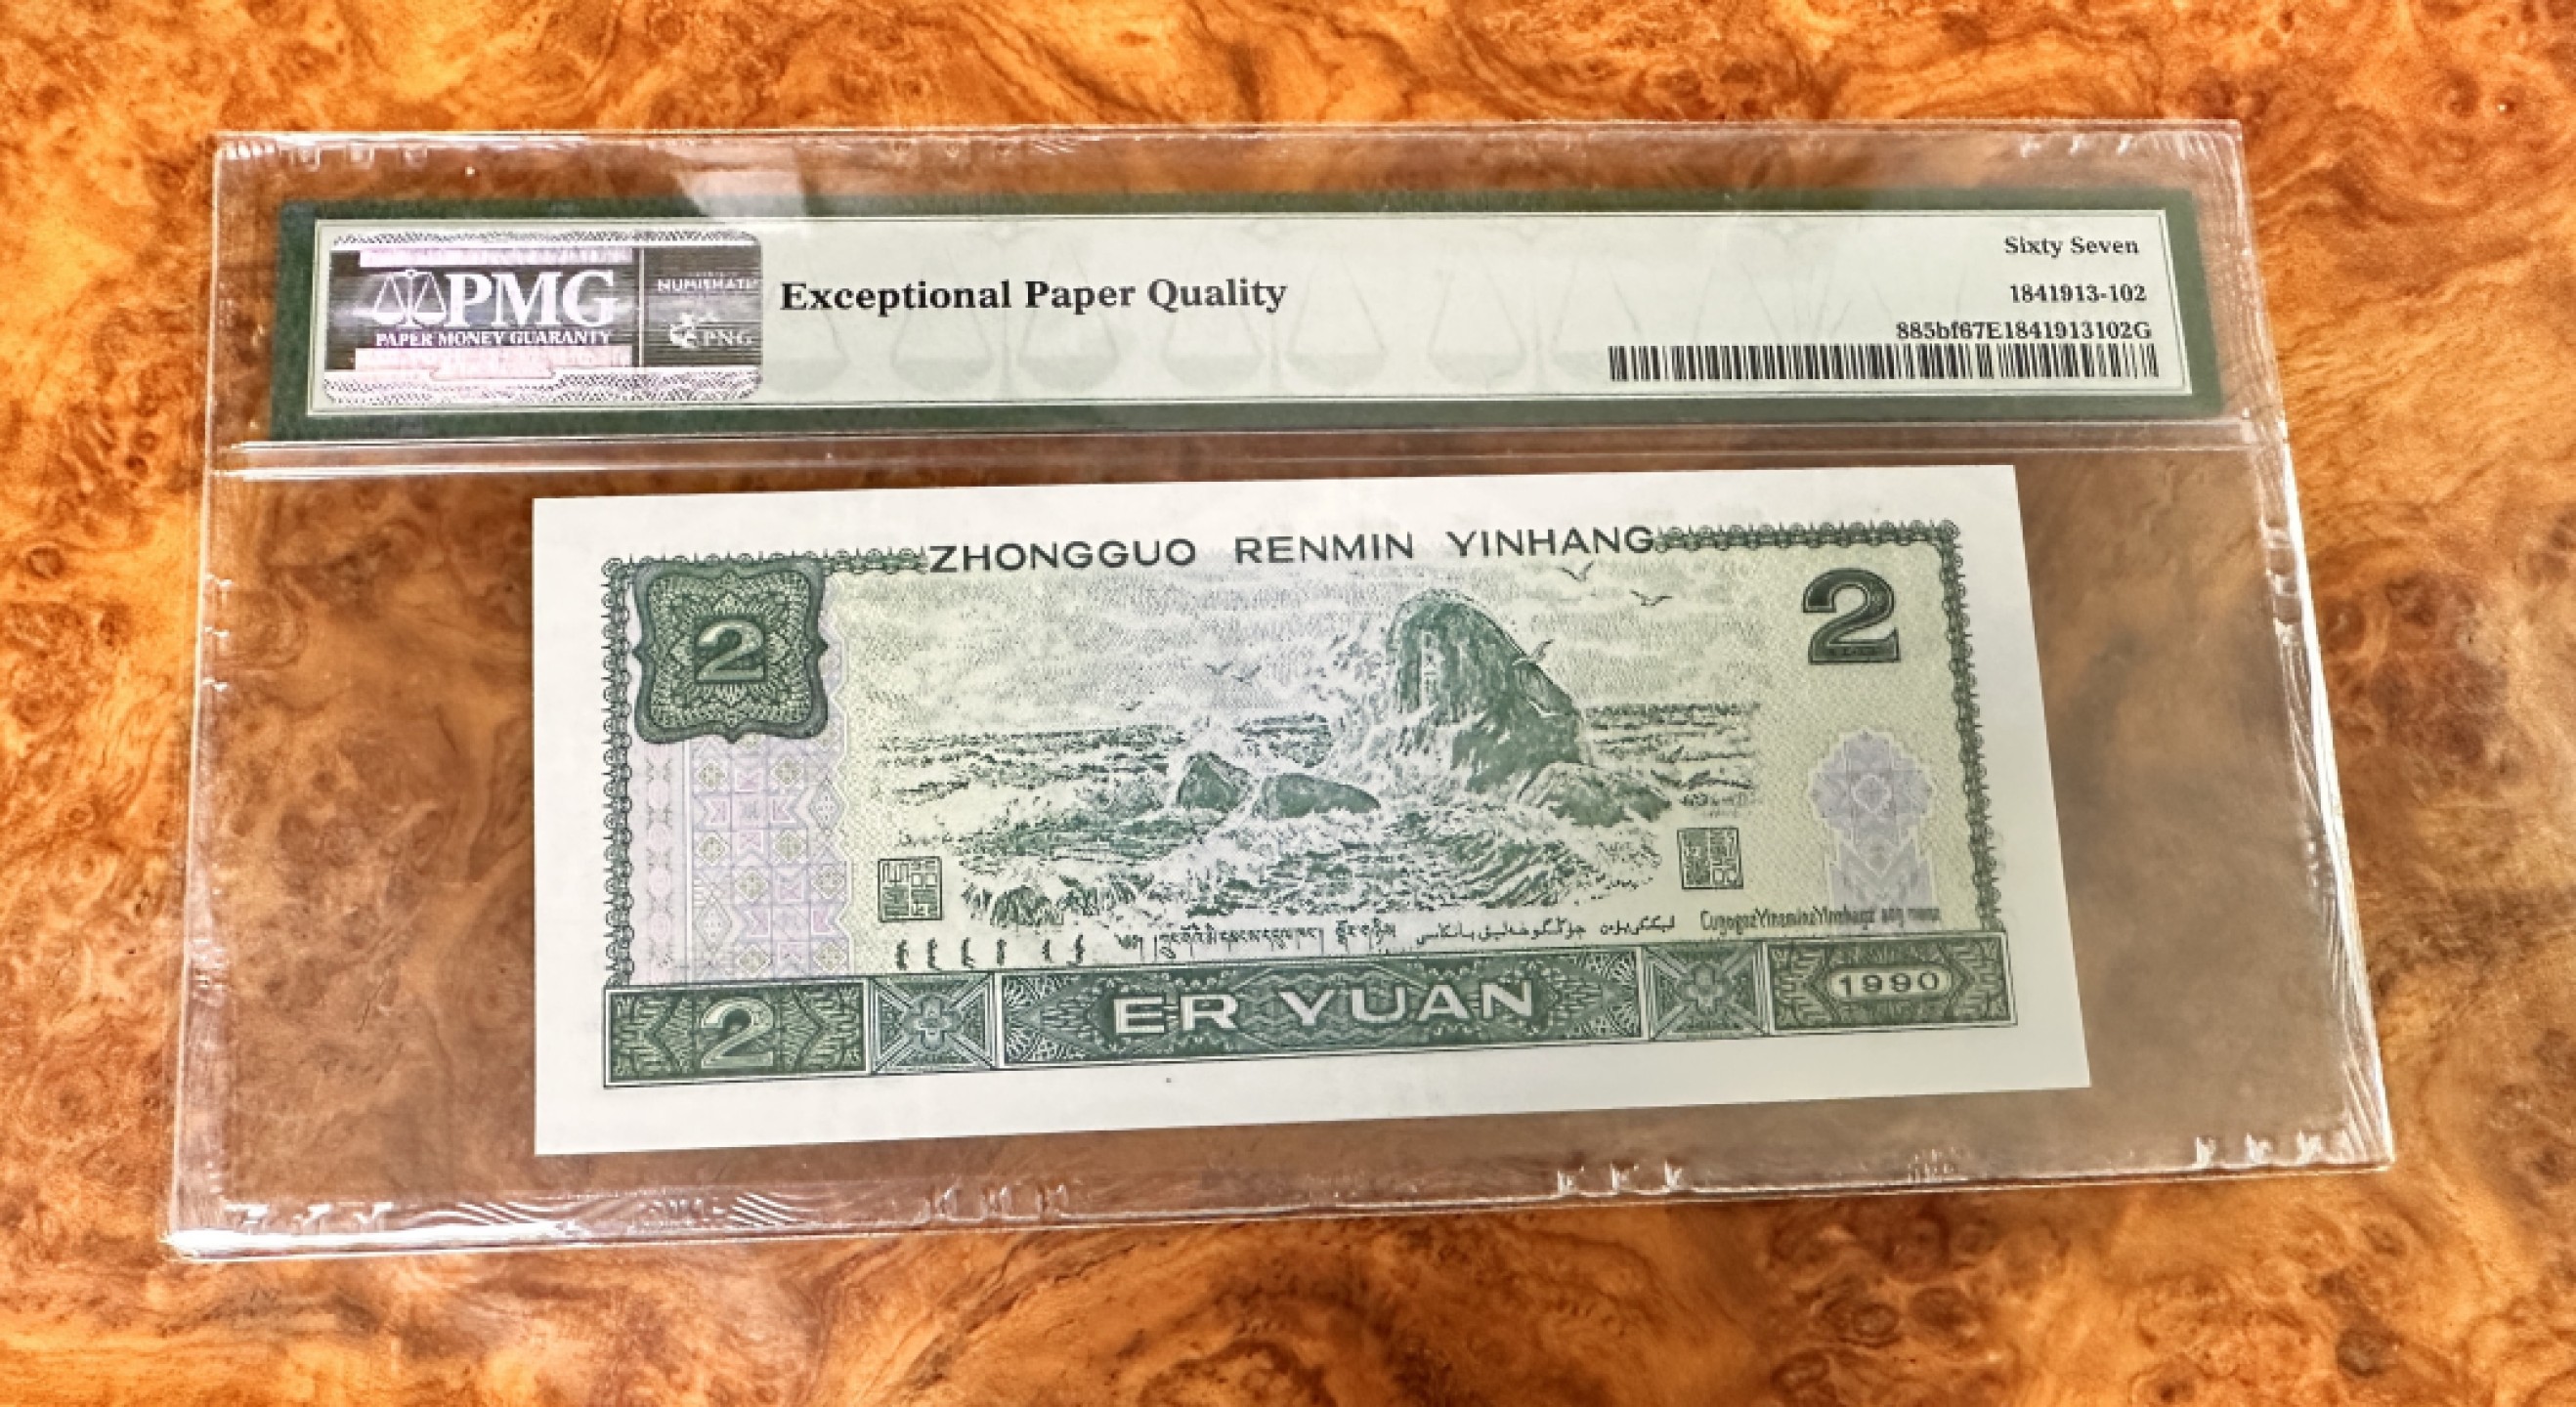 PMG
PAPER MONEY GUARANTY
PNG
Exceptional Paper Quality
Sixty Seven
1841913-102
885bf67E1841913102G
ZHONGGUO RENMIN YINHANG
2
2
2
ER YUAN
1990